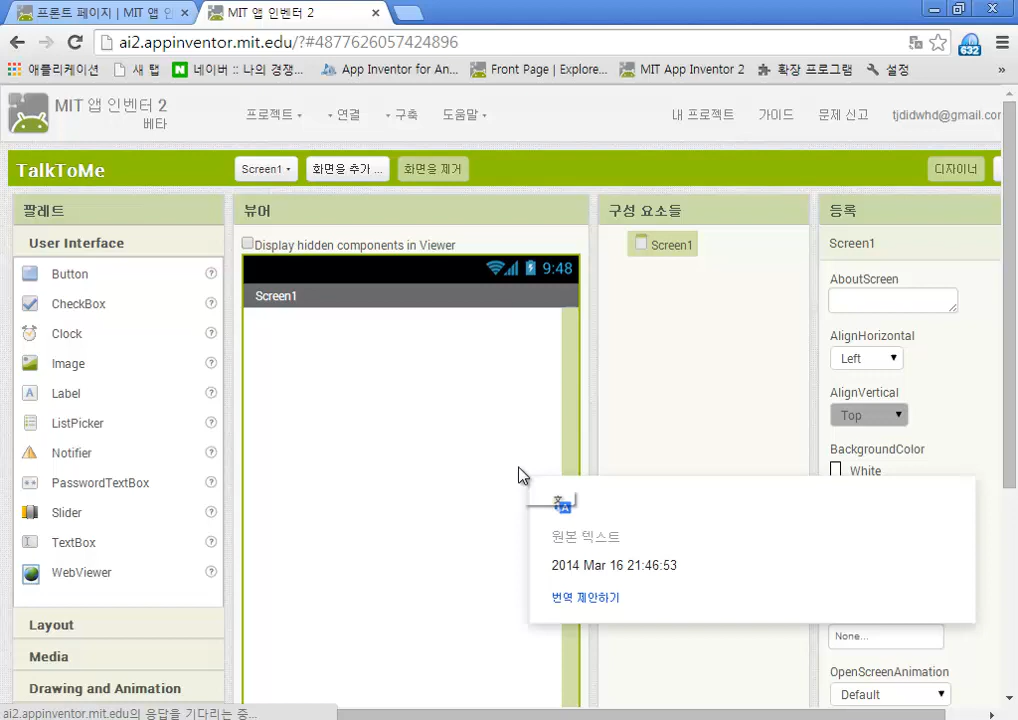 프론트 페이지 | MIT 앱 인
MIT 앱 인벤터 2
ai2.appinventor.mit.edu/?#4877626057424896
632
애플리케이션
새 탭
네이버 :: 나의 경쟁...
App Inventor for An...
Front Page | Explore...
MIT App Inventor 2
확장 프로그램
설정
»
MIT 앱 인벤터 2
베타
프로젝트
연결
구축
도움말
내 프로젝트
가이드
문제 신고
tjdidwhd@gmail.cor
TalkToMe
Screen1
화면을 추가 ...
화면을 제거
디자이너
팔레트
뷰어
구성 요소들
등록
User Interface
Display hidden components in Viewer
Screen1
Screen1
Button
CheckBox
Clock
Image
Label
ListPicker
Notifier
PasswordTextBox
Slider
TextBox
WebViewer
Layout
Media
Drawing and Animation
9:48
Screen1
AboutScreen
AlignHorizontal
Left
AlignVertical
Top
BackgroundColor
White
원본 텍스트
2014 Mar 16 21:46:53
번역 제안하기
None...
OpenScreenAnimation
Default
ai2.appinventor.mit.edu의 응답을 기다리는 중...